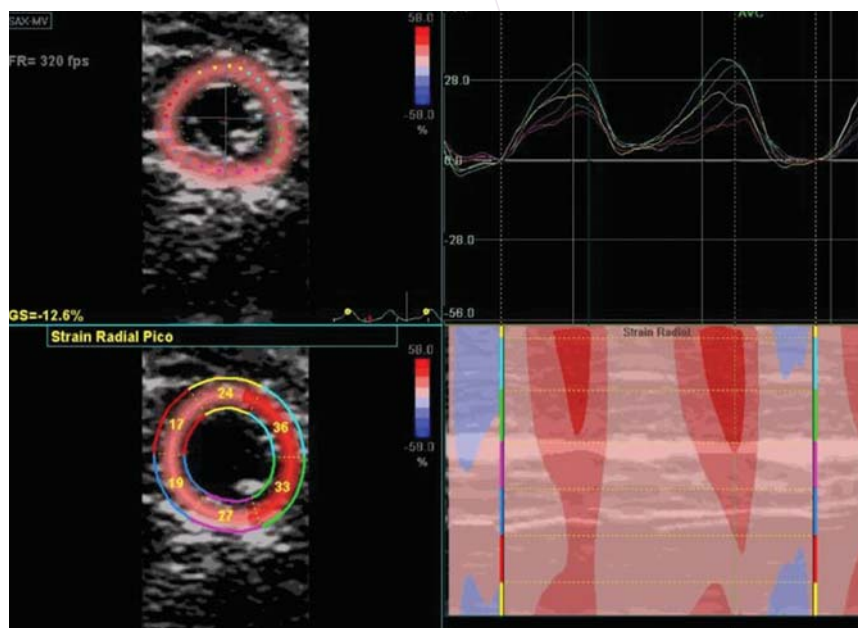 SAX-MV
FR= 320 fps
58.0
-58.0
%
GS=-12.6%
AVC
28.0
0.0
-28.0
-56.0
Strain Radial Pico
58.0
-58.0
%
24
17
36
19
33
27
Strain Radial